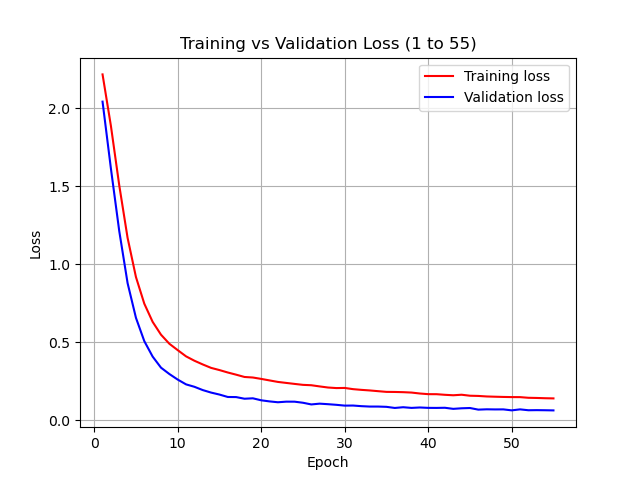 Training vs Validation Loss (1 to 55)
Training loss
Validation loss
Loss
2.0
1.5
1.0
0.5
0.0
0 10 20 30 40 50
Epoch